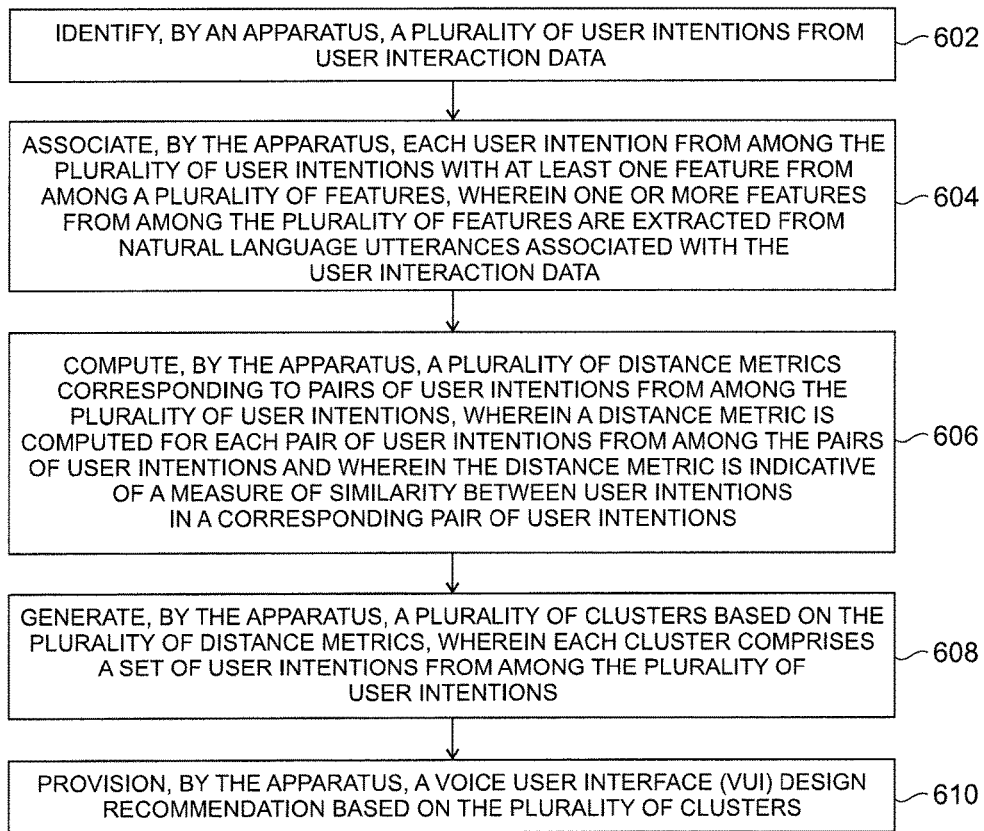 IDENTIFY, BY AN APPARATUS, A PLURALITY OF USER INTENTIONS FROM
USER INTERACTION DATA
602
ASSOCIATE, BY THE APPARATUS, EACH USER INTENTION FROM AMONG THE
PLURALITY OF USER INTENTIONS WITH AT LEAST ONE FEATURE FROM
AMONG A PLURALITY OF FEATURES, WHEREIN ONE OR MORE FEATURES
FROM AMONG THE PLURALITY OF FEATURES ARE EXTRACTED FROM
NATURAL LANGUAGE UTTERANCES ASSOCIATED WITH THE
USER INTERACTION DATA
604
COMPUTE, BY THE APPARATUS, A PLURALITY OF DISTANCE METRICS
CORRESPONDING TO PAIRS OF USER INTENTIONS FROM AMONG THE
PLURALITY OF USER INTENTIONS, WHEREIN A DISTANCE METRIC IS
COMPUTED FOR EACH PAIR OF USER INTENTIONS FROM AMONG THE PAIRS
OF USER INTENTIONS AND WHEREIN THE DISTANCE METRIC IS INDICATIVE
OF A MEASURE OF SIMILARITY BETWEEN USER INTENTIONS
IN A CORRESPONDING PAIR OF USER INTENTIONS
606
GENERATE, BY THE APPARATUS, A PLURALITY OF CLUSTERS BASED ON THE
PLURALITY OF DISTANCE METRICS, WHEREIN EACH CLUSTER COMPRISES
A SET OF USER INTENTIONS FROM AMONG THE PLURALITY OF
USER INTENTIONS
608
PROVISION, BY THE APPARATUS, A VOICE USER INTERFACE (VUI) DESIGN
RECOMMENDATION BASED ON THE PLURALITY OF CLUSTERS
610